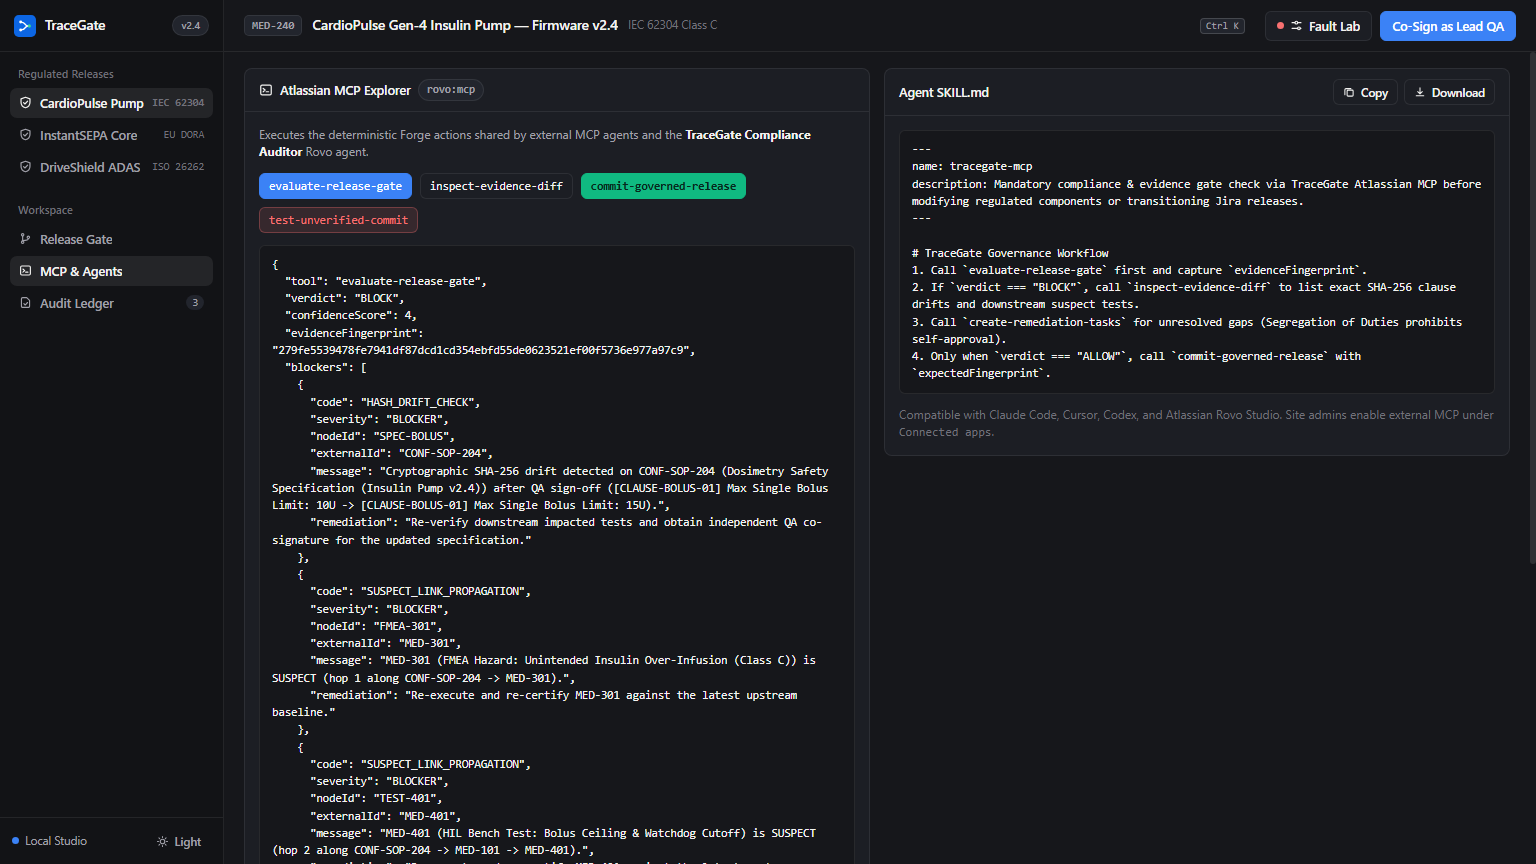 TraceGate
v2.4
Regulated Releases
CardioPulse Pump IEC 62304
InstantSEPA Core EU DORA
DriveShield ADAS ISO 26262
Workspace
Release Gate
MCP & Agents
Audit Ledger 3
Local Studio
Light
MED-240 CardioPulse Gen-4 Insulin Pump — Firmware v2.4 IEC 62304 Class C
Ctrl K
Fault Lab
Co-Sign as Lead QA
Atlassian MCP Explorer rovo:mcp
Executes the deterministic Forge actions shared by external MCP agents and the TraceGate Compliance
Auditor Rovo agent.
evaluate-release-gate inspect-evidence-diff commit-governed-release
test-unverified-commit
{
"tool": "evaluate-release-gate",
"verdict": "BLOCK",
"confidenceScore": 4,
"evidenceFingerprint":
"279fe5539478fe7941df87dcd1cd354ebfd55de0623521ef00f5736e977a97c9",
"blockers": [
{
"code": "HASH_DRIFT_CHECK",
"severity": "BLOCKER",
"nodeId": "SPEC-BOLUS",
"externalId": "CONF-SOP-204",
"message": "Cryptographic SHA-256 drift detected on CONF-SOP-204 (Dosimetry Safety
Specification (Insulin Pump v2.4)) after QA sign-off ([CLAUSE-BOLUS-01] Max Single Bolus
Limit: 10U -> [CLAUSE-BOLUS-01] Max Single Bolus Limit: 15U).",
"remediation": "Re-verify downstream impacted tests and obtain independent QA co-
signature for the updated specification."
},
{
"code": "SUSPECT_LINK_PROPAGATION",
"severity": "BLOCKER",
"nodeId": "FMEA-301",
"externalId": "MED-301",
"message": "MED-301 (FMEA Hazard: Unintended Insulin Over-Infusion (Class C)) is
SUSPECT (hop 1 along CONF-SOP-204 -> MED-301).",
"remediation": "Re-execute and re-certify MED-301 against the latest upstream
baseline."
},
{
"code": "SUSPECT_LINK_PROPAGATION",
"severity": "BLOCKER",
"nodeId": "TEST-401",
"externalId": "MED-401",
"message": "MED-401 (HIL Bench Test: Bolus Ceiling & Watchdog Cutoff) is SUSPECT
(hop 2 along CONF-SOP-204 -> MED-101 -> MED-401).",
Agent SKILL.md
Copy
Download
---
name: tracegate-mcp
description: Mandatory compliance & evidence gate check via TraceGate Atlassian MCP before
modifying regulated components or transitioning Jira releases.
---
# TraceGate Governance Workflow
1. Call `evaluate-release-gate` first and capture `evidenceFingerprint`.
2. If `verdict === "BLOCK"`, call `inspect-evidence-diff` to list exact SHA-256 clause
drifts and downstream suspect tests.
3. Call `create-remediation-tasks` for unresolved gaps (Segregation of Duties prohibits
self-approval).
4. Only when `verdict === "ALLOW"`, call `commit-governed-release` with
`expectedFingerprint`.
Compatible with Claude Code, Cursor, Codex, and Atlassian Rovo Studio. Site admins enable external MCP under
Connected apps.